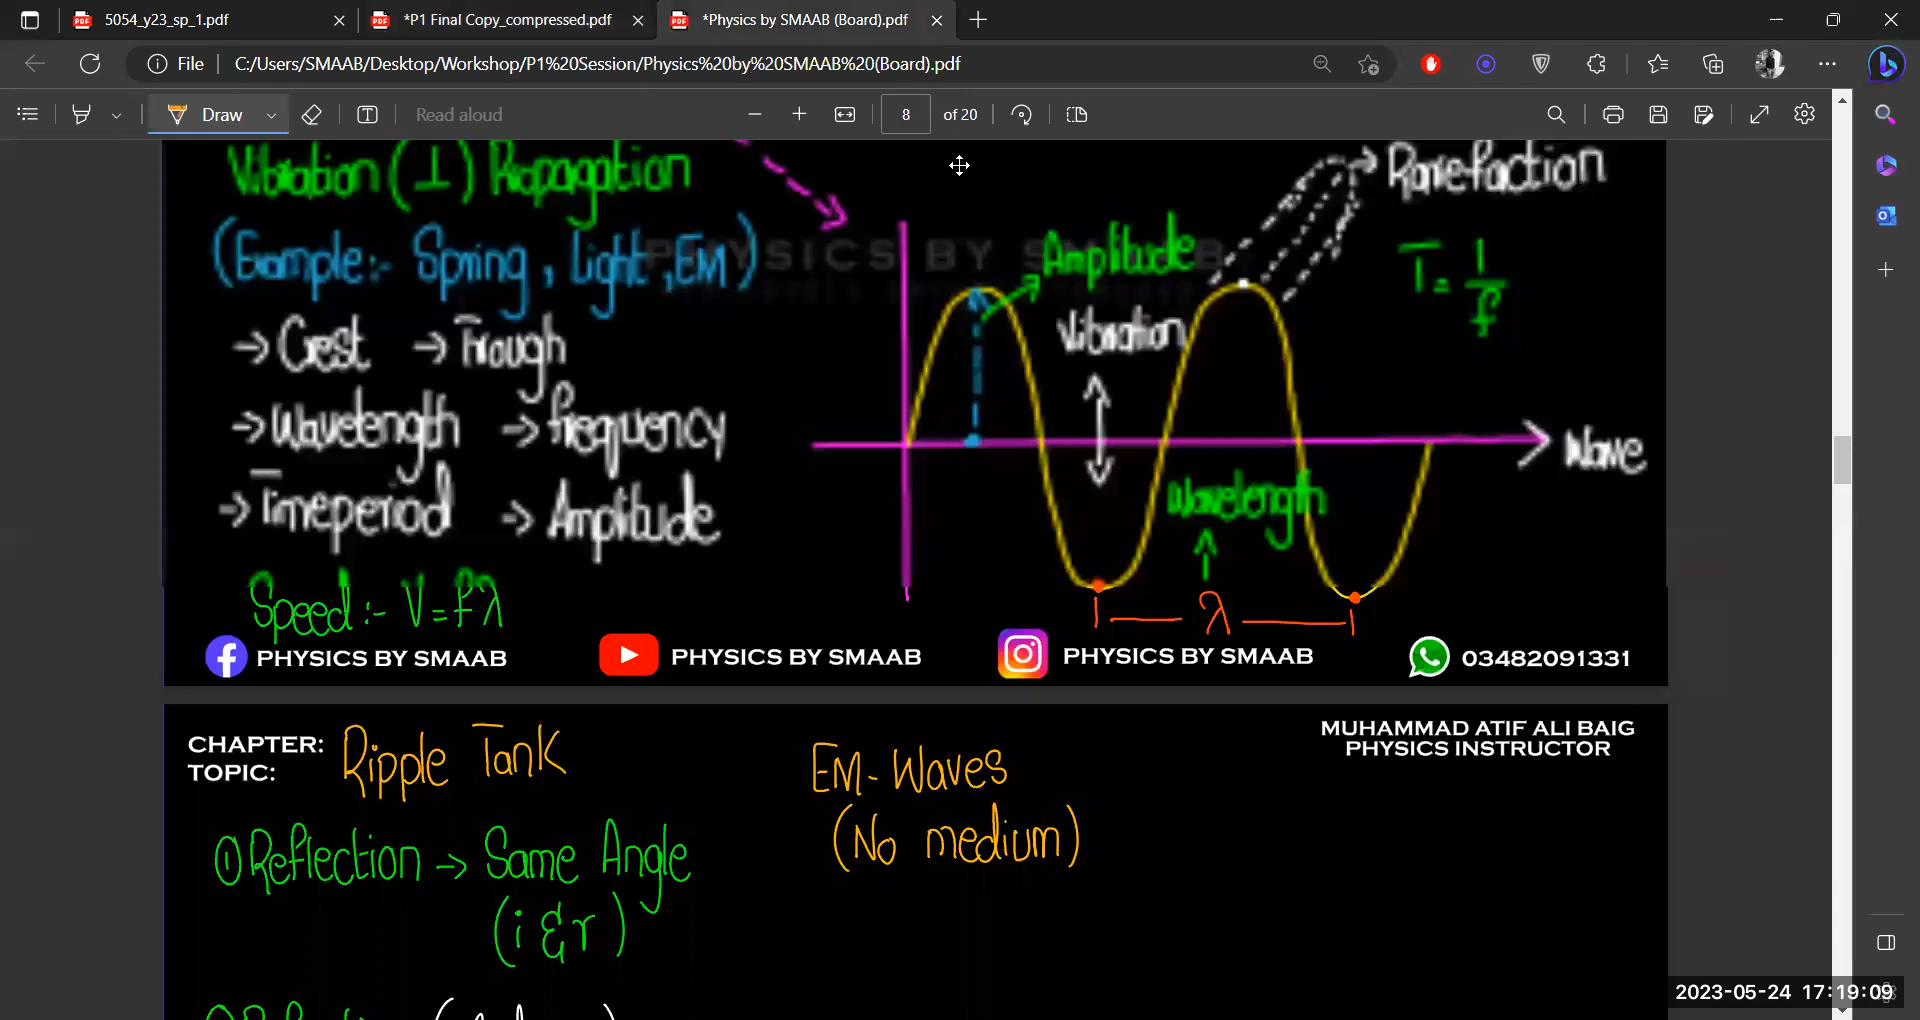 5054_y23_sp_1.pdf
*P1 Final Copy_compressed.pdf
*Physics by SMAAB (Board).pdf
File
C:/Users/SMAAB/Desktop/Workshop/P1%20Session/Physics%20by%20SMAAB%20(Board).pdf
Draw
Read aloud
8 of 20
Vibration (⊥) Propagation
(Example:- Spring, Light, EM)
→ Crest → Trough
→ Wavelength → frequency
→ Timeperiod → Amplitude
Speed:- V = fλ
PHYSICS BY SMAAB
Amplitude
Vibration
Rarefaction
T = 1/f
Wave
Wavelength
λ
PHYSICS BY SMAAB
PHYSICS BY SMAAB
PHYSICS BY SMAAB
03482091331
CHAPTER: Ripple Tank
TOPIC:
MUHAMMAD ATIF ALI BAIG
PHYSICS INSTRUCTOR
EM-Waves
(No medium)
① Reflection → Same Angle
(i & r)
2023-05-24 17:19:09